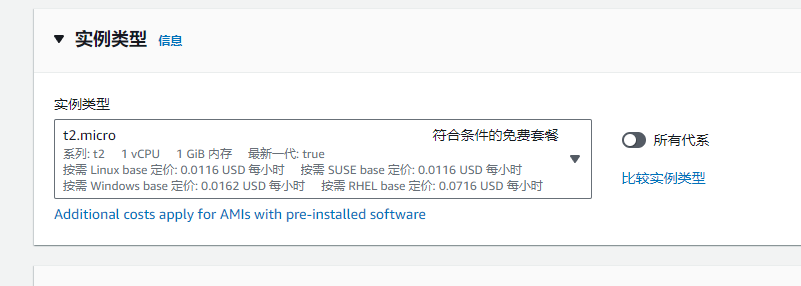 实例类型 信息
实例类型
t2.micro 符合条件的免费套餐
系列: t2 1 vCPU 1 GiB 内存 最新一代: true
按需 Linux base 定价: 0.0116 USD 每小时 按需 SUSE base 定价: 0.0116 USD 每小时
按需 Windows base 定价: 0.0162 USD 每小时 按需 RHEL base 定价: 0.0716 USD 每小时
所有代系
比较实例类型
Additional costs apply for AMIs with pre-installed software